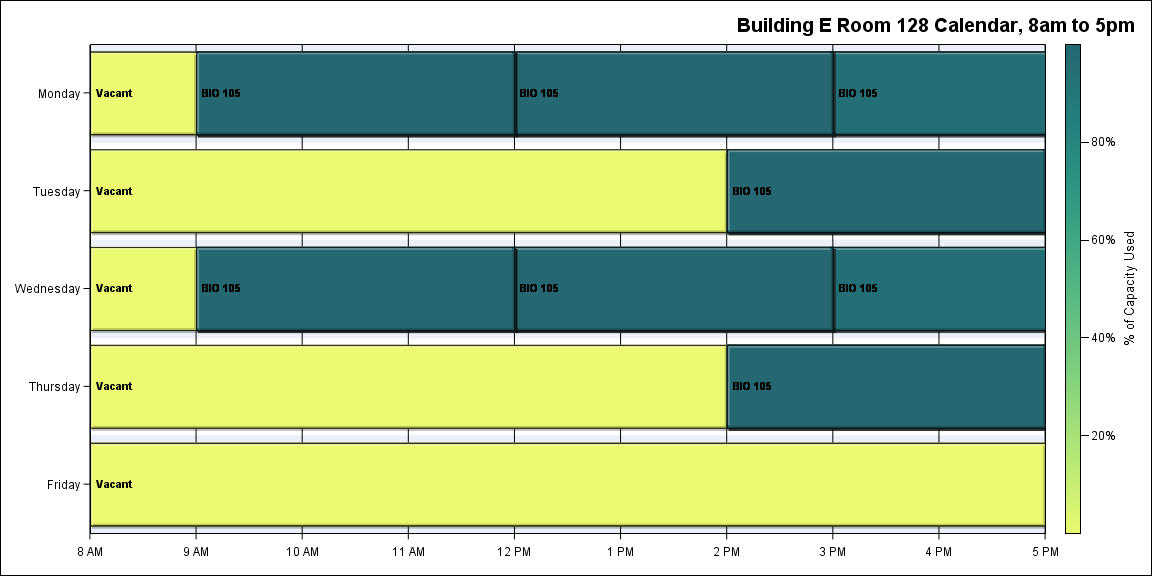 Building E Room 128 Calendar, 8am to 5pm
Monday
Vacant
BIO 105
BIO 105
BIO 105
Tuesday
Vacant
BIO 105
Wednesday
Vacant
BIO 105
BIO 105
BIO 105
Thursday
Vacant
BIO 105
Friday
Vacant
8 AM
9 AM
10 AM
11 AM
12 PM
1 PM
2 PM
3 PM
4 PM
5 PM
80%
60%
40%
20%
% of Capacity Used